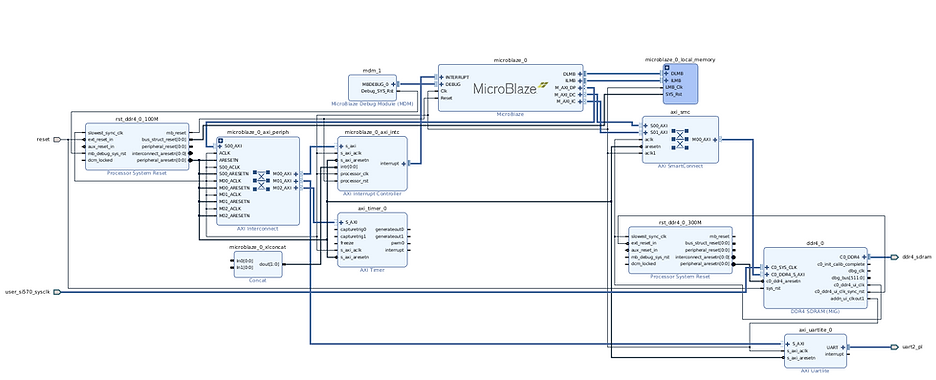 microblaze_0
microblaze_0_local_memory
mdm_1
MBDEBUG_0
Debug_SYS_Rst
MicroBlaze Debug Module (MDM)
INTERRUPT
DEBUG
Clk
Reset
MicroBlaze
DLMB
ILMB
M_AXI_DP
M_AXI_DC
M_AXI_IC
MicroBlaze
DLMB
ILMB
LMB_Clk
SYS_Rst
reset
rst_ddr4_0_100M
slowest_sync_clk
ext_reset_in
aux_reset_in
mb_debug_sys_rst
dcm_locked
mb_reset
bus_struct_reset[0:0]
peripheral_reset[0:0]
interconnect_aresetn[0:0]
peripheral_aresetn[0:0]
Processor System Reset
microblaze_0_axi_periph
S00_AXI
ACLK
ARESETN
S00_ACLK
S00_ARESETN
M00_ACLK
M00_ARESETN
M01_ACLK
M01_ARESETN
M02_ACLK
M02_ARESETN
M00_AXI
M01_AXI
M02_AXI
AXI Interconnect
microblaze_0_axi_intc
s_axi
s_axi_aclk
s_axi_aresetn
intr[0:0]
processor_clk
processor_rst
interrupt
AXI Interrupt Controller
axi_smc
S00_AXI
S01_AXI
aclk
aresetn
aclk1
M00_AXI
AXI SmartConnect
axi_timer_0
S_AXI
capturetrig0
capturetrig1
freeze
s_axi_aclk
s_axi_aresetn
generateout0
generateout1
pwm0
interrupt
AXI Timer
microblaze_0_xlconcat
In0[0:0]
In1[0:0]
dout[1:0]
Concat
rst_ddr4_0_300M
slowest_sync_clk
ext_reset_in
aux_reset_in
mb_debug_sys_rst
dcm_locked
mb_reset
bus_struct_reset[0:0]
peripheral_reset[0:0]
interconnect_aresetn[0:0]
peripheral_aresetn[0:0]
Processor System Reset
ddr4_0
C0_SYS_CLK
C0_DDR4_S_AXI
c0_ddr4_aresetn
sys_rst
C0_DDR4
c0_init_calib_complete
dbg_clk
dbg_bus[511:0]
c0_ddr4_ui_clk
c0_ddr4_ui_clk_sync_rst
addn_ui_clkout1
DDR4 SDRAM (MIG)
ddr4_sdram
user_si570_sysclk
axi_uartlite_0
S_AXI
s_axi_aclk
s_axi_aresetn
UART
interrupt
AXI Uartlite
uart2_pl